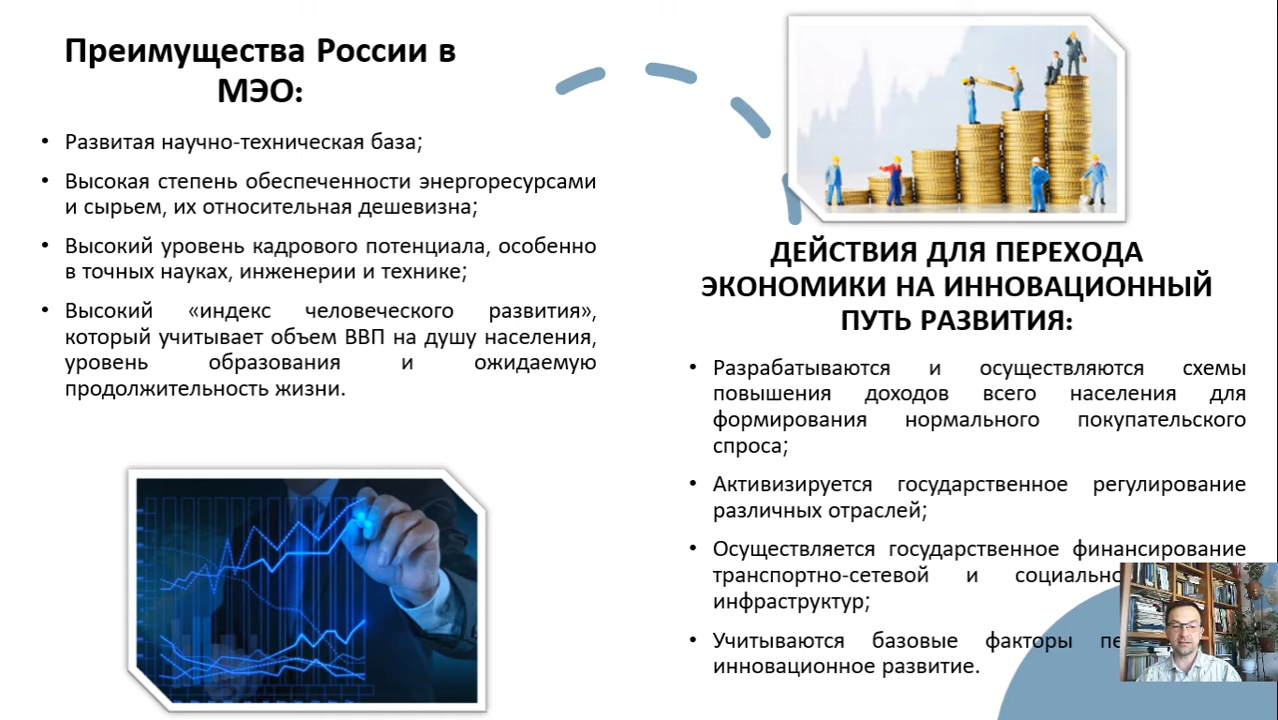 Преимущества России в
МЭО:
• Развитая научно-техническая база;
• Высокая степень обеспеченности энергоресурсами
и сырьем, их относительная дешевизна;
• Высокий уровень кадрового потенциала, особенно
в точных науках, инженерии и технике;
• Высокий «индекс человеческого развития»,
который учитывает объем ВВП на душу населения,
уровень образования и ожидаемую
продолжительность жизни.
ДЕЙСТВИЯ ДЛЯ ПЕРЕХОДА
ЭКОНОМИКИ НА ИННОВАЦИОННЫЙ
ПУТЬ РАЗВИТИЯ:
• Разрабатываются и осуществляются схемы
повышения доходов всего населения для
формирования нормального покупательского
спроса;
• Активизируется государственное регулирование
различных отраслей;
• Осуществляется государственное финансирование
транспортно-сетевой и
инфраструктур;
• Учитываются базовые факторы
инновационное развитие.